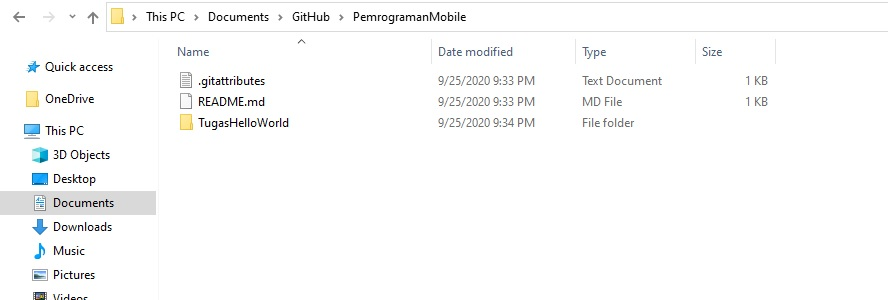 This PC > Documents > GitHub > PemrogramanMobile
Name Date modified Type Size
.gitattributes 9/25/2020 9:33 PM Text Document 1 KB
README.md 9/25/2020 9:33 PM MD File 1 KB
TugasHelloWorld 9/25/2020 9:34 PM File folder
Quick access
OneDrive
This PC
3D Objects
Desktop
Documents
Downloads
Music
Pictures
Videos